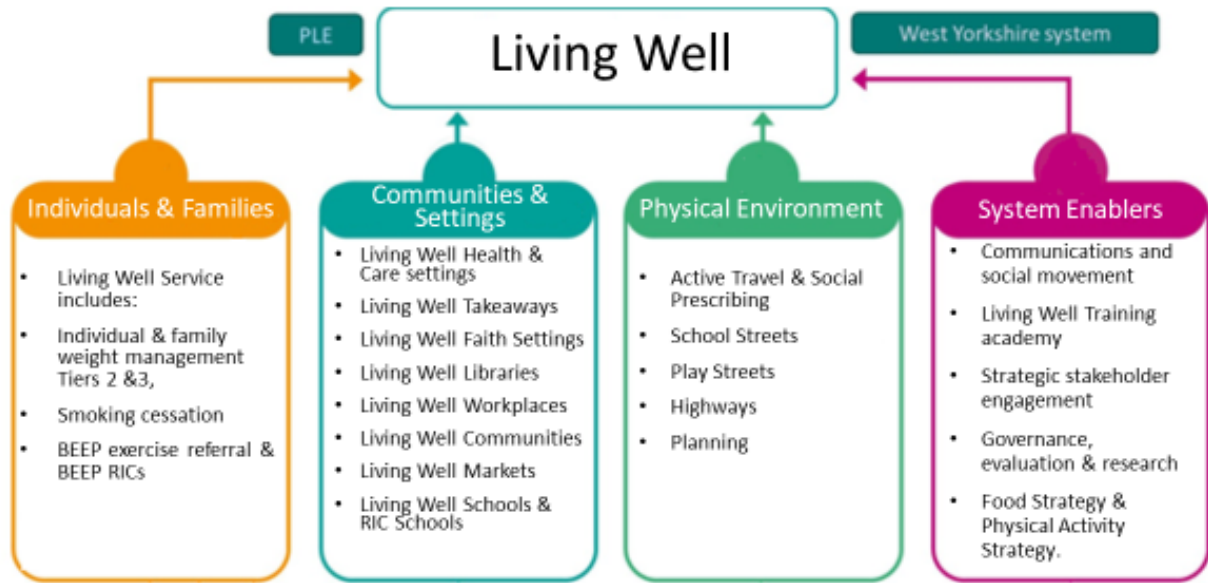 PLE
Living Well
West Yorkshire system
Individuals & Families
• Living Well Service
includes:
• Individual & family
weight management
Tiers 2 &3,
• Smoking cessation
• BEEP exercise referral &
BEEP RICs
Communities &
Settings
• Living Well Health &
Care settings
• Living Well Takeaways
• Living Well Faith Settings
• Living Well Libraries
• Living Well Workplaces
• Living Well Communities
• Living Well Markets
• Living Well Schools &
RIC Schools
Physical Environment
• Active Travel & Social
Prescribing
• School Streets
• Play Streets
• Highways
• Planning
System Enablers
• Communications and
social movement
• Living Well Training
academy
• Strategic stakeholder
engagement
• Governance,
evaluation & research
• Food Strategy &
Physical Activity
Strategy.